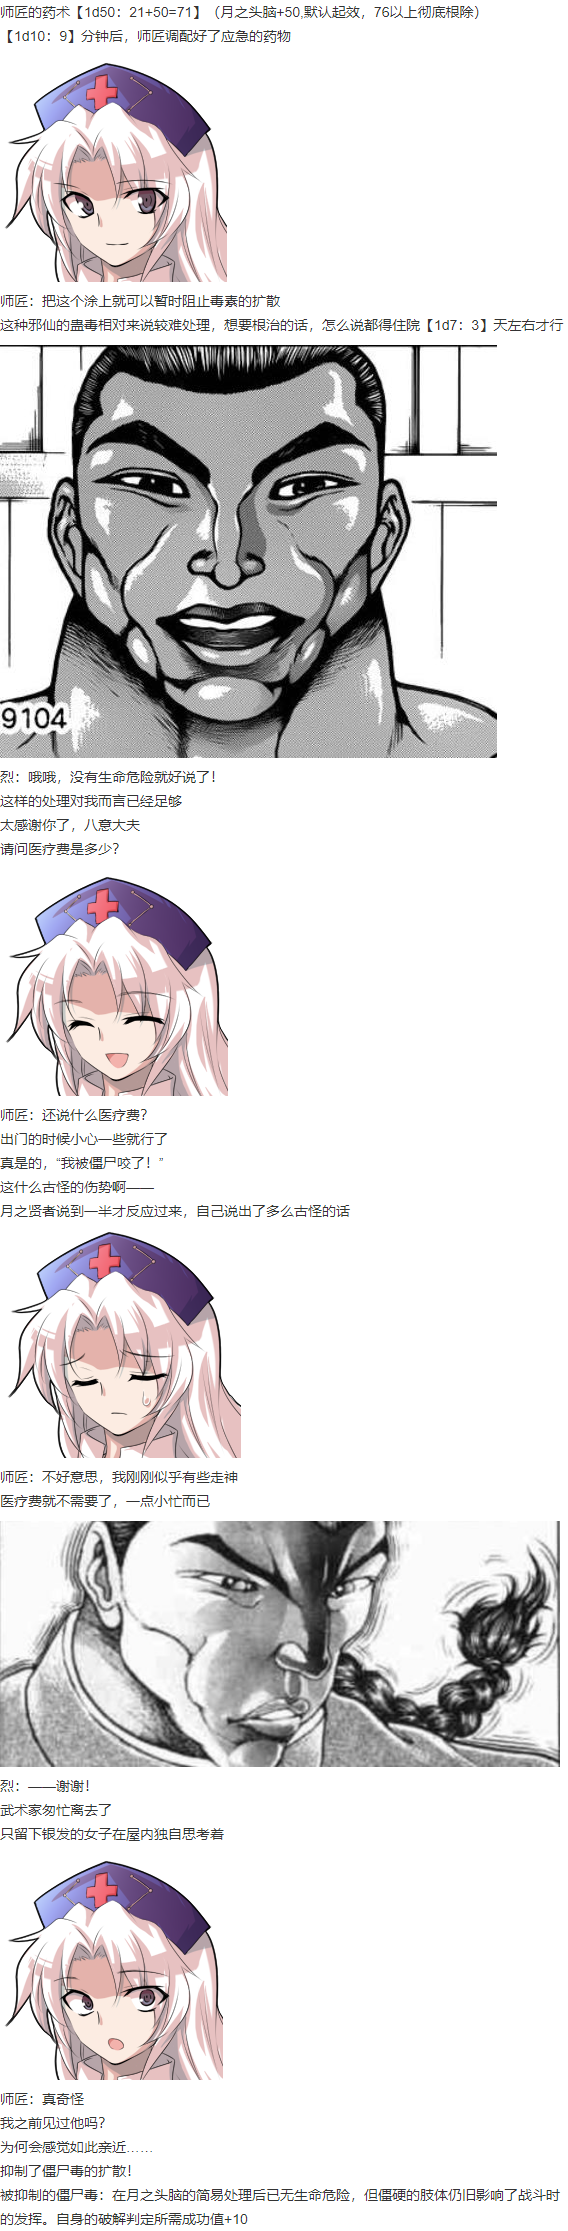 师匠的药术【1d50：21+50=71】（月之头脑+50,默认起效，76以上彻底根除）
【1d10：9】分钟后，师匠调配好了应急的药物
师匠：把这个涂上就可以暂时阻止毒素的扩散
这种邪仙的蛊毒相对来说较难处理，想要根治的话，怎么说都得住院【1d7：3】天左右才行
9104
烈：哦哦，没有生命危险就好说了！
这样的处理对我而言已经足够
太感谢你了，八意大夫
请问医疗费是多少？
师匠：还说什么医疗费？
出门的时候小心一些就行了
真是的，“我被僵尸咬了！”
这什么古怪的伤势啊——
月之贤者说到一半才反应过来，自己说出了多么古怪的话
师匠：不好意思，我刚刚似乎有些走神
医疗费就不需要了，一点小忙而已
烈：——谢谢！
武术家匆忙离去了
只留下银发的女子在屋内独自思考着
师匠：真奇怪
我之前见过他吗？
为何会感觉如此亲近……
抑制了僵尸毒的扩散！
被抑制的僵尸毒：在月之头脑的简易处理后已无生命危险，但僵硬的肢体仍旧影响了战斗时
的发挥。自身的破解判定所需成功值+10